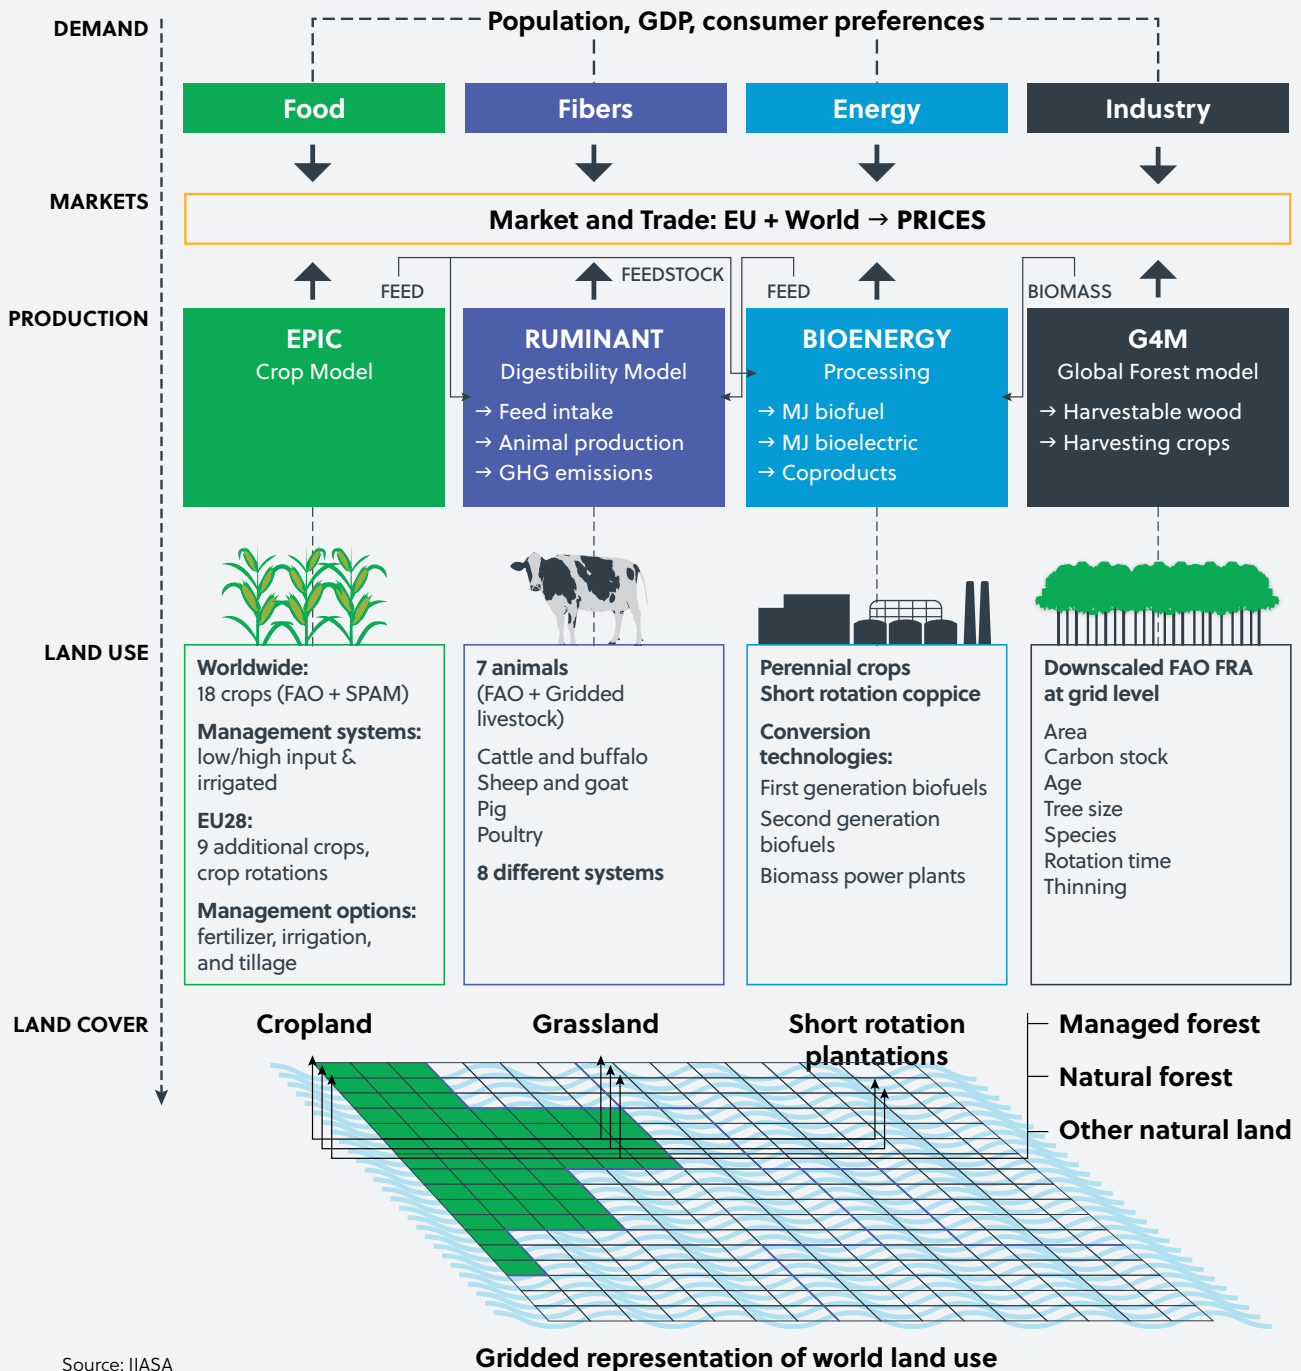 DEMAND
Population, GDP, consumer preferences
Food
Fibers
Energy
Industry
MARKETS
Market and Trade: EU + World → PRICES
PRODUCTION
FEED
FEEDSTOCK
FEED
BIOMASS
EPIC
Crop Model
RUMINANT
Digestibility Model
→ Feed intake
→ Animal production
→ GHG emissions
BIOENERGY
Processing
→ MJ biofuel
→ MJ bioelectric
→ Coproducts
G4M
Global Forest model
→ Harvestable wood
→ Harvesting crops
LAND USE
Worldwide:
18 crops (FAO + SPAM)
Management systems:
low/high input &
irrigated
EU28:
9 additional crops,
crop rotations
Management options:
fertilizer, irrigation,
and tillage
7 animals
(FAO + Gridded
livestock)
Cattle and buffalo
Sheep and goat
Pig
Poultry
8 different systems
Perennial crops
Short rotation coppice
Conversion
technologies:
First generation biofuels
Second generation
biofuels
Biomass power plants
Downscaled FAO FRA
at grid level
Area
Carbon stock
Age
Tree size
Species
Rotation time
Thinning
LAND COVER
Cropland
Grassland
Short rotation
plantations
Managed forest
Natural forest
Other natural land
Gridded representation of world land use
Source: IIASA